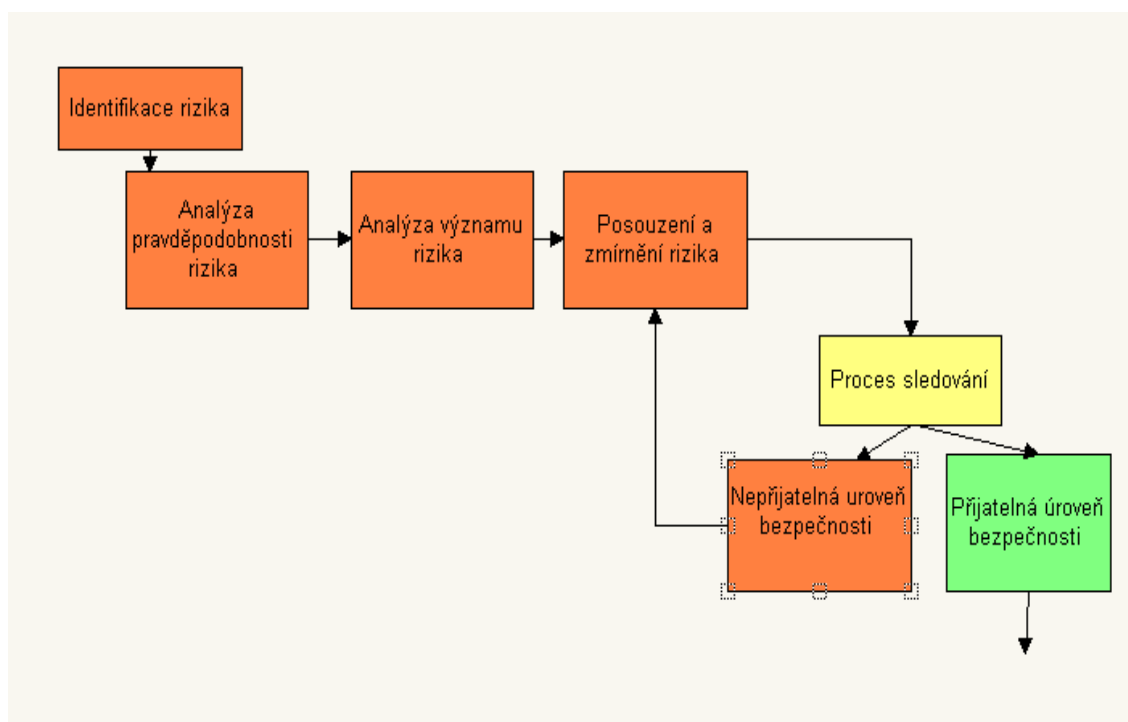 Identifikace rizika
Analýza
pravděpodobnosti
rizika
Analýza významu
rizika
Posouzení a
zmírnění rizika
Proces sledování
Nepřijatelná uroveň
bezpečnosti
Přijatelná úroveň
bezpečnosti